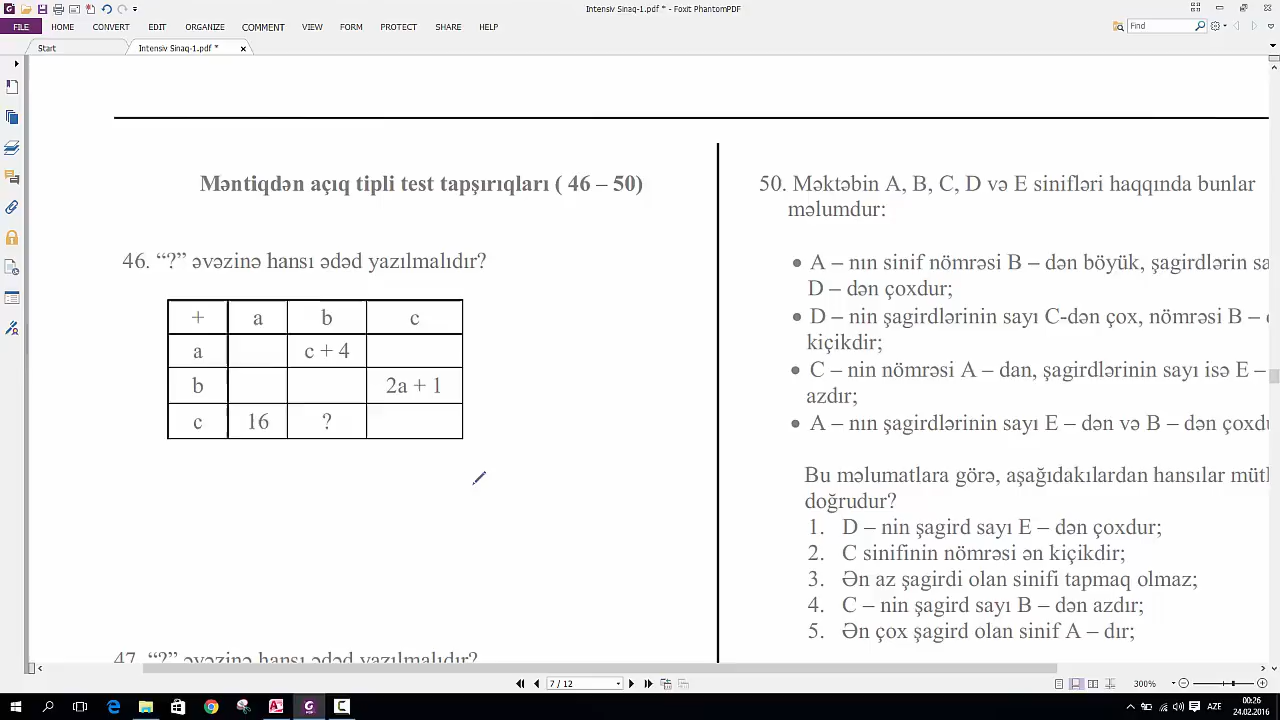 Intensiv Sinaq-1.pdf * - Foxit PhantomPDF
FILE HOME CONVERT EDIT ORGANIZE COMMENT VIEW FORM PROTECT SHARE HELP
Find
Start
Intensiv Sinaq-1.pdf *
Məntiqdən açıq tipli test tapşırıqları ( 46 – 50)
46. “?” əvəzinə hansı ədəd yazılmalıdır?
+ a b c
a c + 4
b 2a + 1
c 16 ?
47. “?” əvəzinə hansı ədəd yazılmalıdır?
50. Məktəbin A, B, C, D və E sinifləri haqqında bunlar
məlumdur:
• A – nın sinif nömrəsi B – dən böyük, şagirdlərin sa
D – dən çoxdur;
• D – nin şagirdlərinin sayı C-dən çox, nömrəsi B –
kiçikdir;
• C – nin nömrəsi A – dan, şagirdlərinin sayı isə E –
azdır;
• A – nın şagirdlərinin sayı E – dən və B – dən çoxd
Bu məlumatlara görə, aşağıdakılardan hansılar müt
doğrudur?
1. D – nin şagird sayı E – dən çoxdur;
2. C sinifinin nömrəsi ən kiçikdir;
3. Ən az şagirdi olan sinifi tapmaq olmaz;
4. C – nin şagird sayı B – dən azdır;
5. Ən çox şagird olan sinif A – dır;
7 / 12
300%
AZE
00:26
24.02.2016